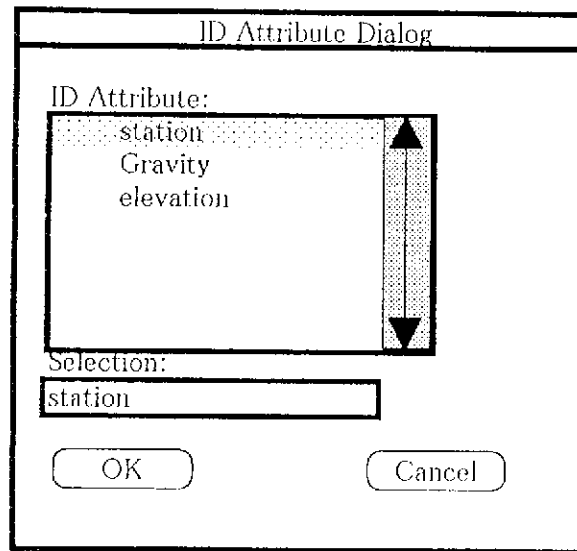 ID Attribute Dialog
ID Attribute:
station
Gravity
elevation
Selection:
station
OK
Cancel